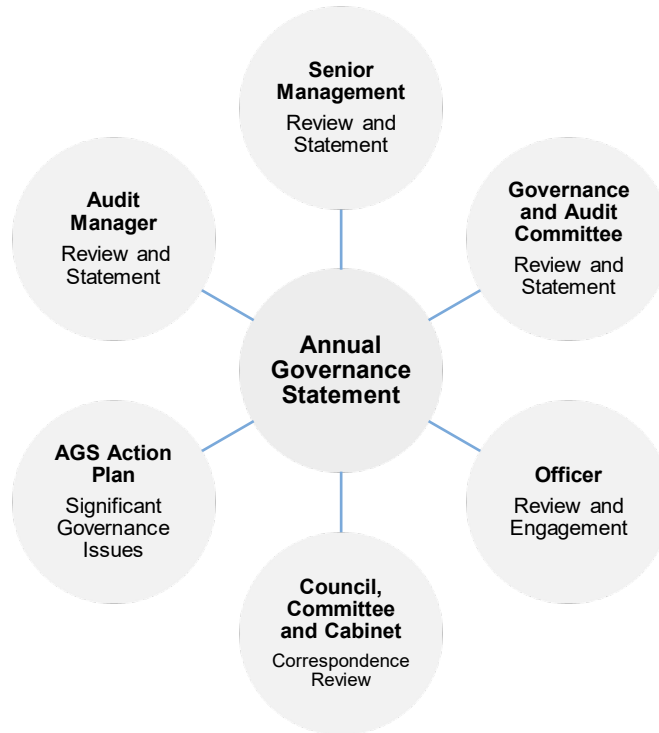 Senior
Management
Review and
Statement
Governance
and Audit
Committee
Review and
Statement
Officer
Review and
Engagement
Council,
Committee
and Cabinet
Correspondence
Review
AGS Action
Plan
Significant
Governance
Issues
Audit
Manager
Review and
Statement
Annual
Governance
Statement